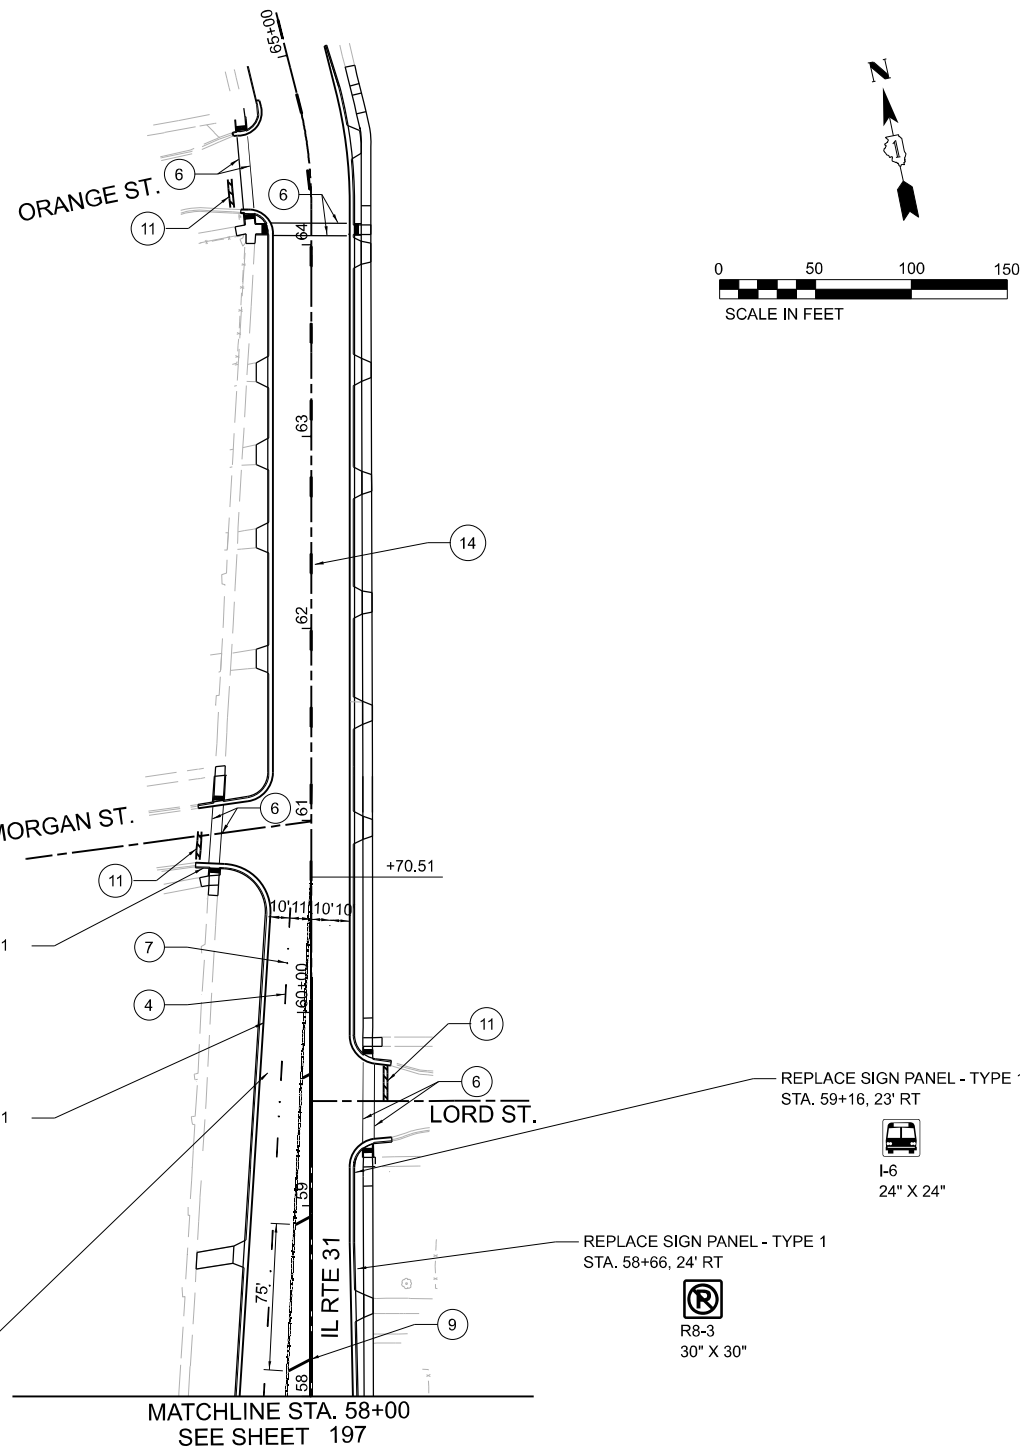 65+00
N
1
6
ORANGE ST.
6
11
64
0 50 100 150
SCALE IN FEET
63
14
62
61
MORGAN ST.
6
11
+70.51
10' 11' 10' 10
1
7
60+00
4
11
6
LORD ST.
1
REPLACE SIGN PANEL - TYPE 1
STA. 59+16, 23' RT
I-6
24" X 24"
59
75'
IL RTE 31
REPLACE SIGN PANEL - TYPE 1
STA. 58+66, 24' RT
R8-3
30" X 30"
9
58
MATCHLINE STA. 58+00
SEE SHEET 197